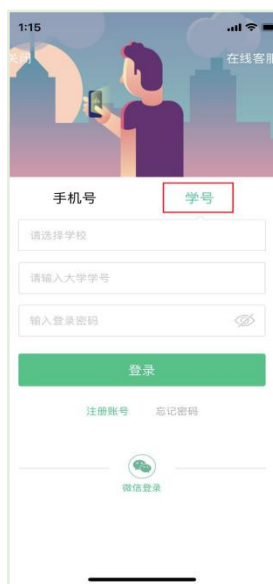 1:15
关闭 在线客服
手机号 学号
请选择学校
请输入大学学号
输入登录密码
登录
注册账号 忘记密码
微信登录